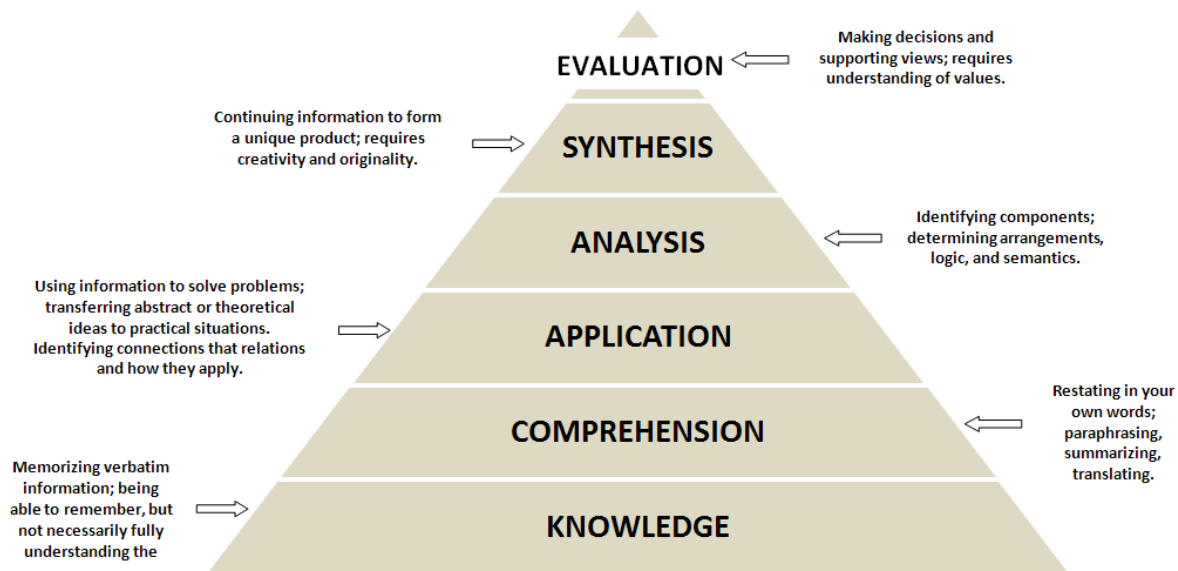 EVALUATION
Making decisions and
supporting views; requires
understanding of values.
Continuing information to form
a unique product; requires
creativity and originality.
SYNTHESIS
ANALYSIS
Identifying components;
determining arrangements,
logic, and semantics.
Using information to solve problems;
transferring abstract or theoretical
ideas to practical situations.
Identifying connections that relations
and how they apply.
APPLICATION
COMPREHENSION
Restating in your
own words;
paraphrasing,
summarizing,
translating.
Memorizing verbatim
information; being
able to remember, but
not necessarily fully
understanding the
KNOWLEDGE